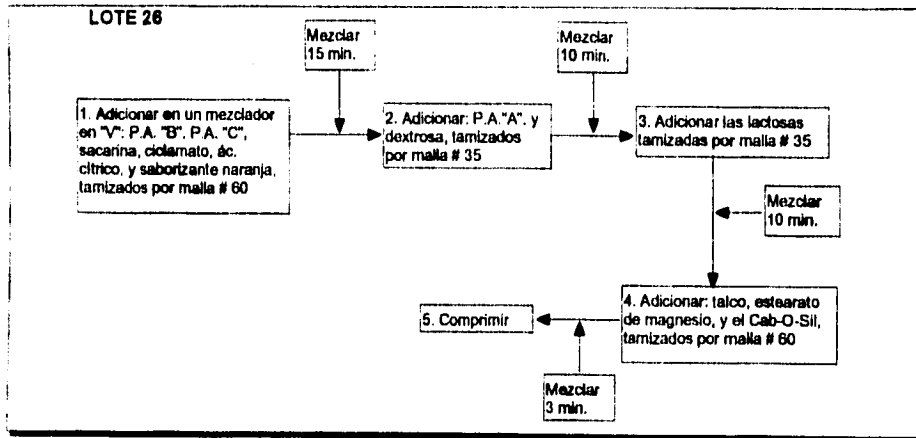 LOTE 26
Mezclar
15 min.
Mezclar
10 min.
1. Adicionar en un mezclador
en "V": P.A. "B", P.A. "C",
sacarina, ciclamato, ác.
cítrico, y saborizante naranja,
tamizados por malla # 60
2. Adicionar: P.A."A". y
dextrosa, tamizados
por malla # 35
3. Adicionar las lactosas
tamizadas por malla # 35
Mezclar
10 min.
4. Adicionar: talco, estearato
de magnesio, y el Cab-O-Sil,
tamizados por malla # 60
5. Comprimir
Mezclar
3 min.